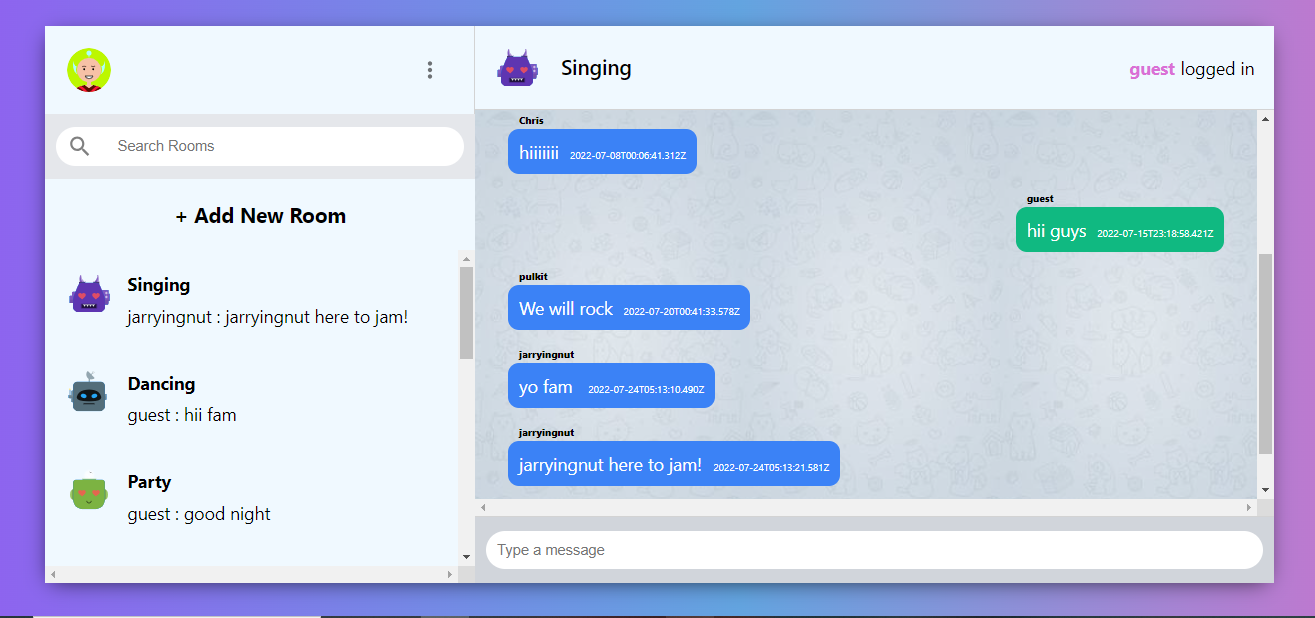 Singing
guest logged in
Search Rooms
+ Add New Room
Singing
jarryingnut : jarryingnut here to jam!
Dancing
guest : hii fam
Party
guest : good night
Chris
hiiiiiii 2022-07-08T00:06:41.312Z
guest
hii guys 2022-07-15T23:18:58.421Z
pulkit
We will rock 2022-07-20T00:41:33.578Z
jarryingnut
yo fam 2022-07-24T05:13:10.490Z
jarryingnut
jarryingnut here to jam! 2022-07-24T05:13:21.581Z
Type a message